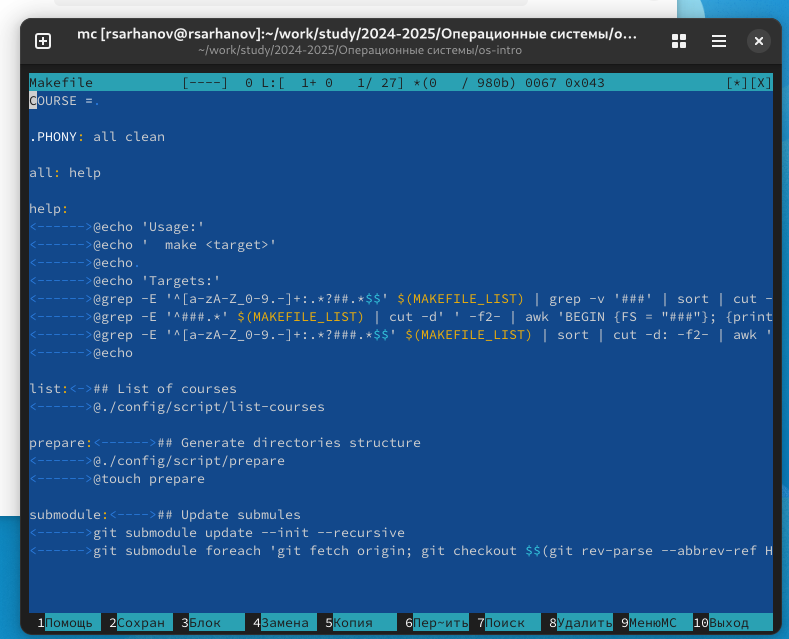 mc [rsarhanov@rsarhanov]:~/work/study/2024-2025/Операционные системы/о…
~/work/study/2024-2025/Операционные системы/os-intro
Makefile [----] 0 L:[ 1+ 0 1/ 27] *(0 / 980b) 0067 0x043 [*][X]
COURSE =.
.PHONY: all clean
all: help
help:
<------>@echo 'Usage:'
<------>@echo '  make <target>'
<------>@echo.
<------>@echo 'Targets:'
<------>@grep -E '^[a-zA-Z_0-9.-]+:.*?##.*$$' $(MAKEFILE_LIST) | grep -v '###' | sort | cut -
<------>@grep -E '^###.*' $(MAKEFILE_LIST) | cut -d' ' -f2- | awk 'BEGIN {FS = "###"}; {print
<------>@grep -E '^[a-zA-Z_0-9.-]+:.*?###.*$$' $(MAKEFILE_LIST) | sort | cut -d: -f2- | awk '
<------>@echo
list:<->## List of courses
<------>@./config/script/list-courses
prepare:<------>## Generate directories structure
<------>@./config/script/prepare
<------>@touch prepare
submodule:<---->## Update submules
<------>git submodule update --init --recursive
<------>git submodule foreach 'git fetch origin; git checkout $$(git rev-parse --abbrev-ref H
1Помощь 2Сохран 3Блок 4Замена 5Копия 6Пер~ить 7Поиск 8Удалить 9МенюМС 10Выход